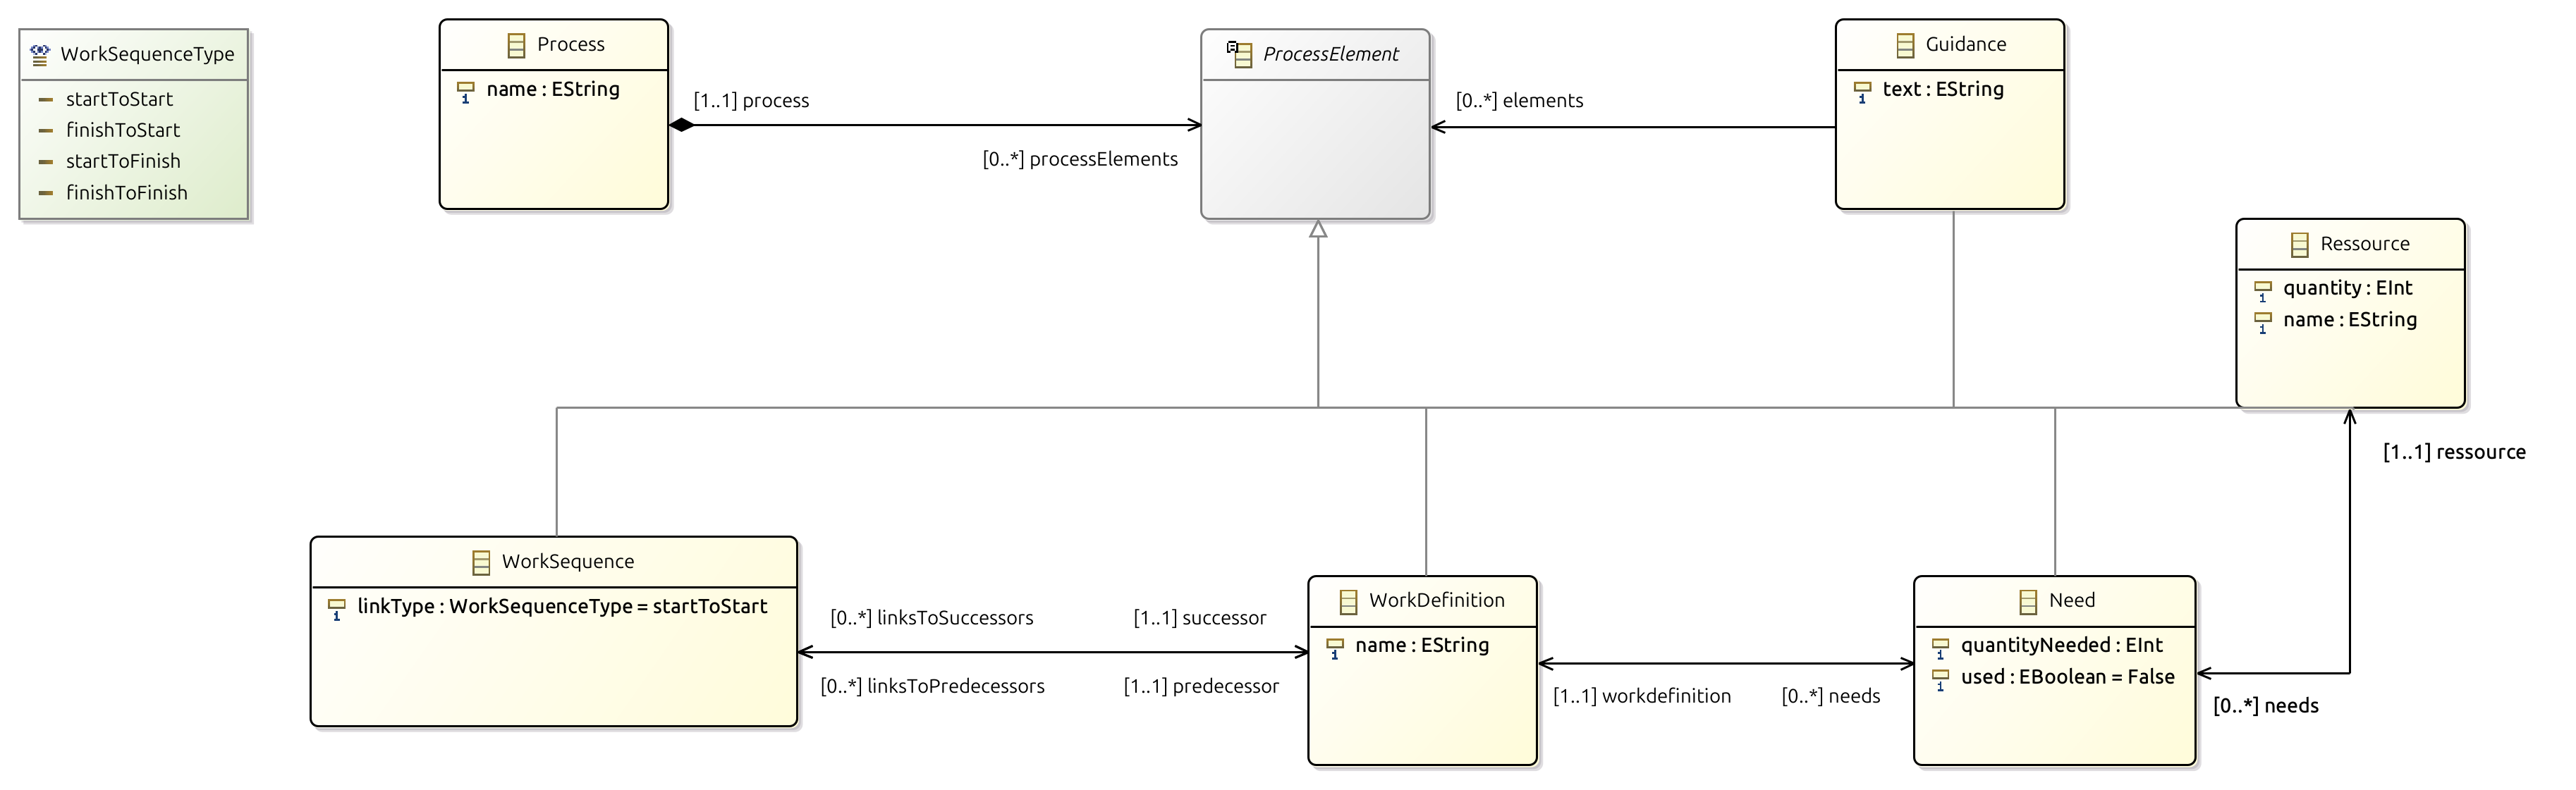 WorkSequenceType
startToStart
finishToStart
startToFinish
finishToFinish
Process
name : EString
[1..1] process
[0..*] processElements
ProcessElement
[0..*] elements
Guidance
text : EString
Ressource
quantity : EInt
name : EString
[1..1] ressource
WorkSequence
linkType : WorkSequenceType = startToStart
[0..*] linksToSuccessors
[1..1] successor
[0..*] linksToPredecessors
[1..1] predecessor
WorkDefinition
name : EString
[1..1] workdefinition
[0..*] needs
Need
quantityNeeded : EInt
used : EBoolean = False
[0..*] needs